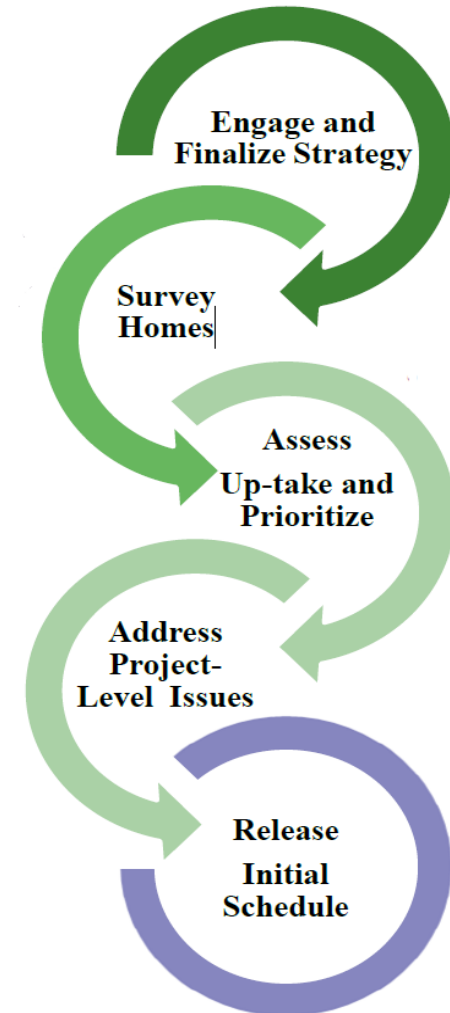 Engage and
Finalize Strategy
Survey
Homes
Assess
Up-take and
Prioritize
Address
Project-
Level Issues
Release
Initial
Schedule